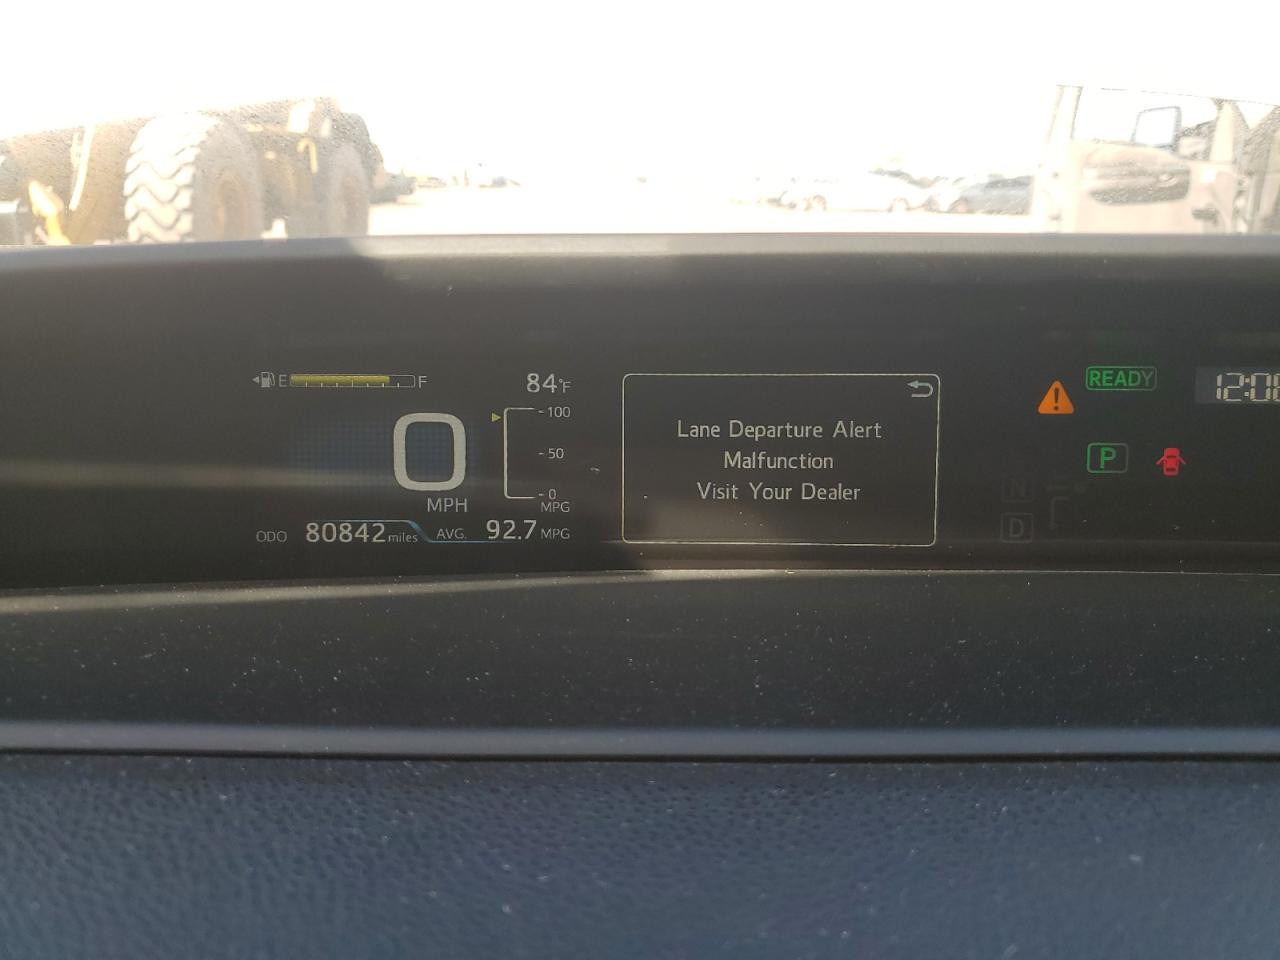 E F
84°F
100
50
0
MPG
0
MPH
ODO 80842 miles
AVG. 92.7 MPG
Lane Departure Alert
Malfunction
Visit Your Dealer
READY
P
N
D